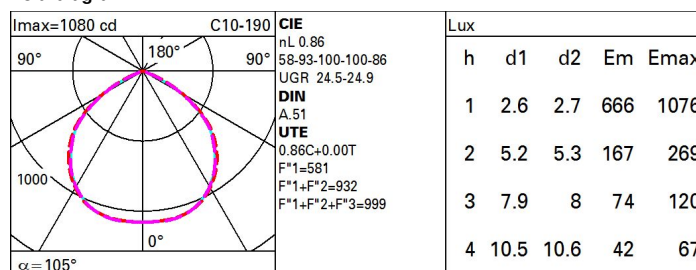 Imax=1080 cd C10-190
90° 180° 90°
1000
0°
α=105°
CIE
nL 0.86
58-93-100-100-86
UGR 24.5-24.9
DIN
A.51
UTE
0.86C+0.00T
F"1=581
F"1+F"2=932
F"1+F"2+F"3=999
Lux
h d1 d2 Em Emax
1 2.6 2.7 666 1076
2 5.2 5.3 167 269
3 7.9 8 74 120
4 10.5 10.6 42 67